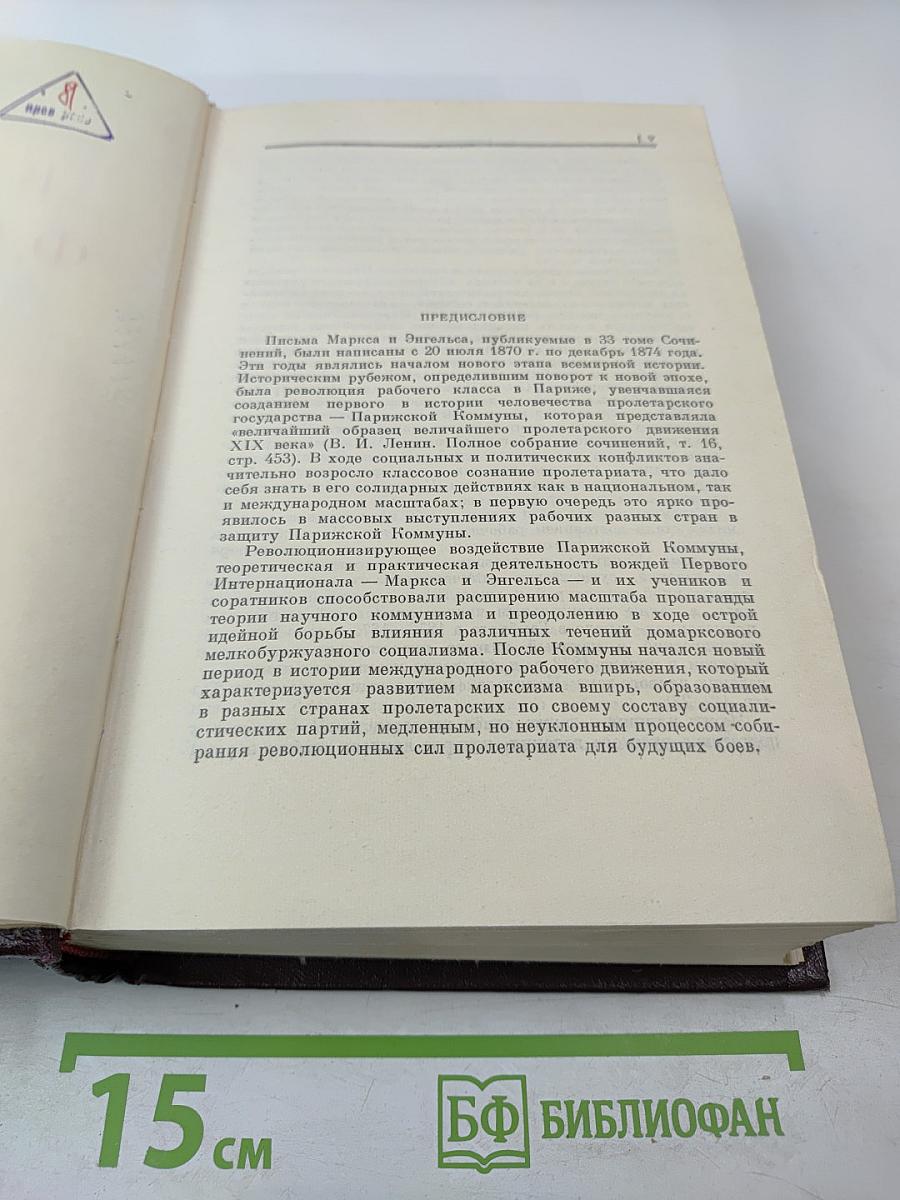 81
ПРЕДИСЛОВИЕ
Письма Маркса и Энгельса, публикуемые в 33 томе Сочи-
нений, были написаны с 20 июля 1870 г. по декабрь 1874 года.
Эти годы являлись началом нового этапа всемирной истории.
Историческим рубежом, определившим поворот к новой эпохе,
была революция рабочего класса в Париже, увенчавшаяся
созданием первого в истории человечества пролетарского
государства — Парижской Коммуны, которая представляла
«величайший образец величайшего пролетарского движения
XIX века» (В. И. Ленин. Полное собрание сочинений, т. 16,
стр. 453). В ходе социальных и политических конфликтов зна-
чительно возросло классовое сознание пролетариата, что дало
себя знать в его солидарных действиях как в национальном, так
и международном масштабах; в первую очередь это ярко про-
явилось в массовых выступлениях рабочих разных стран в
защиту Парижской Коммуны.
Революционизирующее воздействие Парижской Коммуны,
теоретическая и практическая деятельность вождей Первого
Интернационала — Маркса и Энгельса — и их учеников и
соратников способствовали расширению масштаба пропаганды
теории научного коммунизма и преодолению в ходе острой
идейной борьбы влияния различных течений домарксового
мелкобуржуазного социализма. После Коммуны начался новый
период в истории международного рабочего движения, который
характеризуется развитием марксизма вширь, образованием
в разных странах пролетарских по своему составу социали-
стических партий, медленным, но неуклонным процессом соби-
рания революционных сил пролетариата для будущих боев.
15 см
БФ БИБЛИОФАН